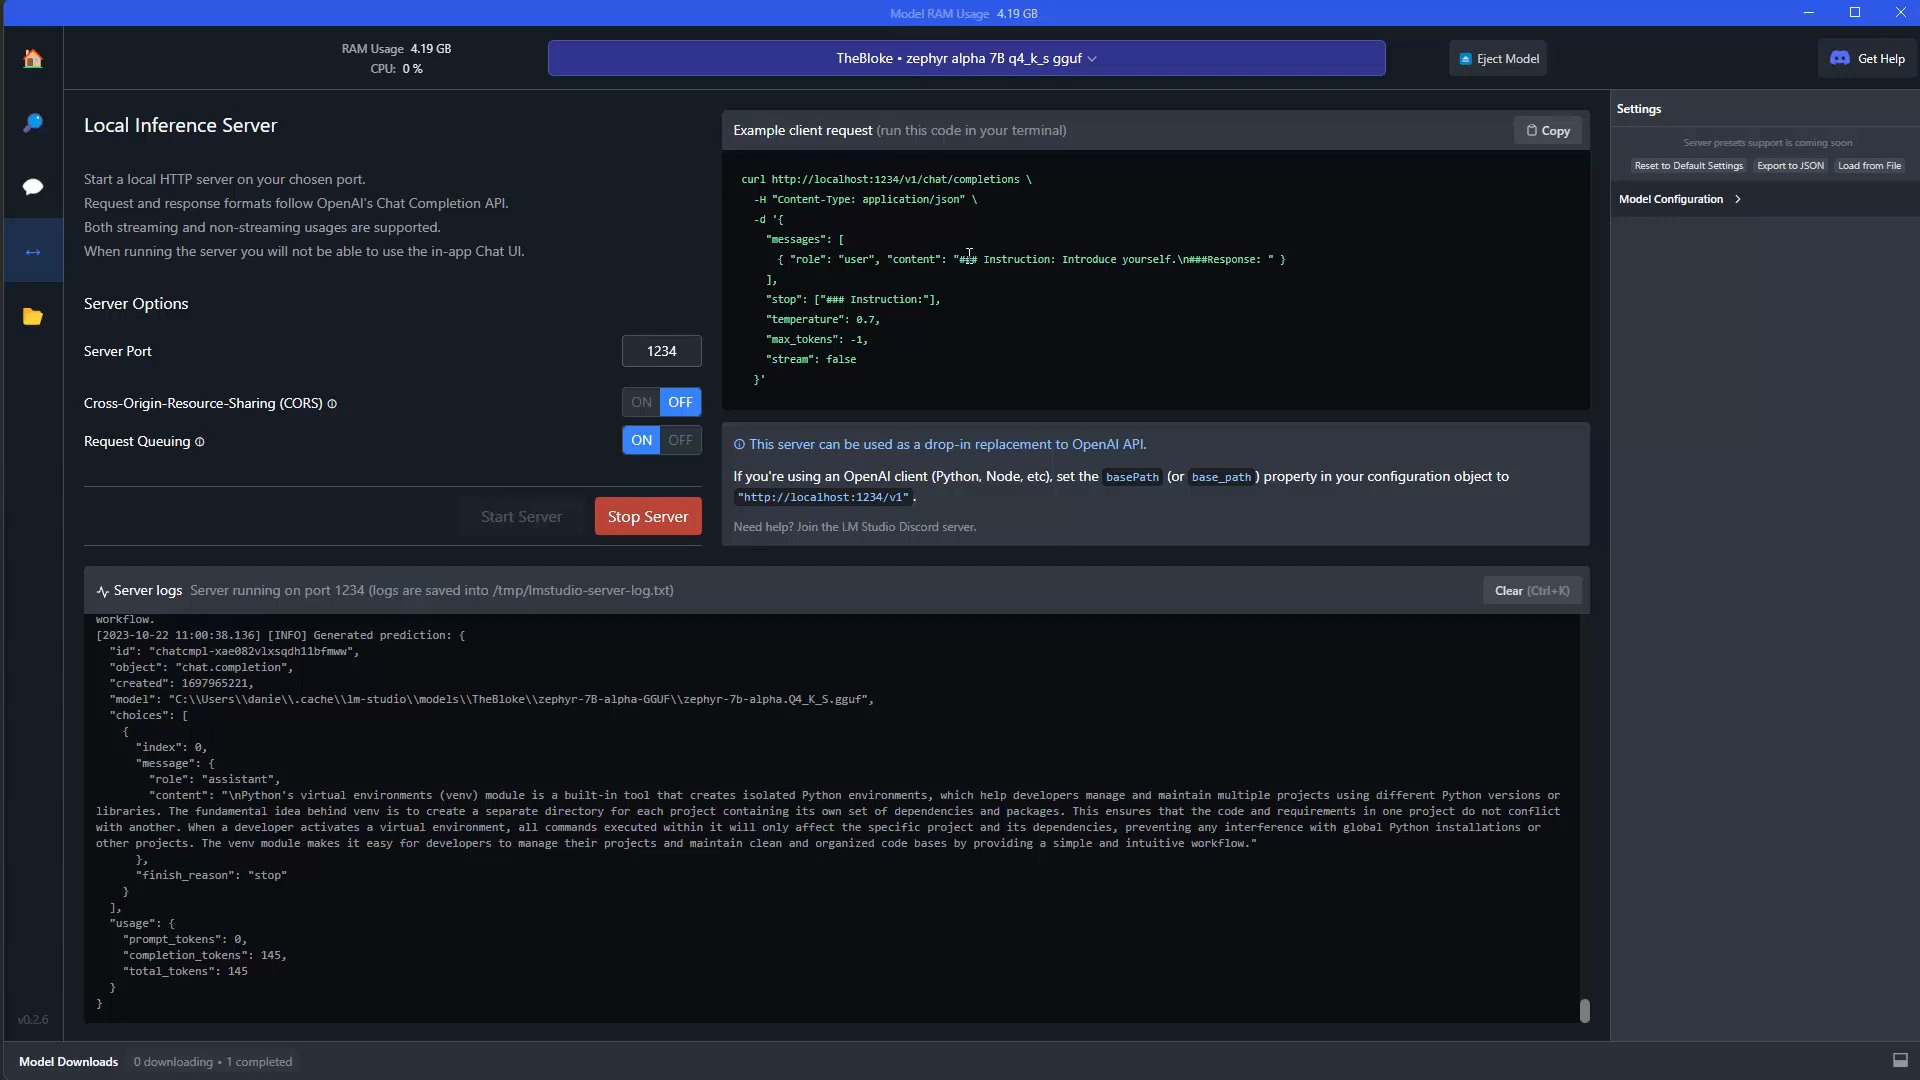 Model RAM Usage 4.19 GB
RAM Usage 4.19 GB
CPU: 0 %
TheBloke • zephyr alpha 7B q4_k_s gguf
Eject Model
Get Help
Local Inference Server
Start a local HTTP server on your chosen port.
Request and response formats follow OpenAI's Chat Completion API.
Both streaming and non-streaming usages are supported.
When running the server you will not be able to use the in-app Chat UI.
Server Options
Server Port 1234
Cross-Origin-Resource-Sharing (CORS) ON OFF
Request Queuing ON OFF
Start Server Stop Server
Example client request (run this code in your terminal) Copy
curl http://localhost:1234/v1/chat/completions \
-H "Content-Type: application/json" \
-d '{
"messages": [
{ "role": "user", "content": "### Instruction: Introduce yourself.\n###Response: " }
],
"stop": ["### Instruction:"],
"temperature": 0.7,
"max_tokens": -1,
"stream": false
}'
This server can be used as a drop-in replacement to OpenAI API.
If you're using an OpenAI client (Python, Node, etc), set the basePath (or base_path) property in your configuration object to
"http://localhost:1234/v1".
Need help? Join the LM Studio Discord server.
Settings
Server presets support is coming soon
Reset to Default Settings Export to JSON Load from File
Model Configuration
Server logs Server running on port 1234 (logs are saved into /tmp/lmstudio-server-log.txt) Clear (Ctrl+K)
workflow.
[2023-10-22 11:00:38.136] [INFO] Generated prediction: {
"id": "chatcmpl-xae082vlxsqdh11bfmww",
"object": "chat.completion",
"created": 1697965221,
"model": "C:\\Users\\danie\\.cache\\lm-studio\\models\\TheBloke\\zephyr-7B-alpha-GGUF\\zephyr-7b-alpha.Q4_K_S.gguf",
"choices": [
{
"index": 0,
"message": {
"role": "assistant",
"content": "\nPython's virtual environments (venv) module is a built-in tool that creates isolated Python environments, which help developers manage and maintain multiple projects using different Python versions or
libraries. The fundamental idea behind venv is to create a separate directory for each project containing its own set of dependencies and packages. This ensures that the code and requirements in one project do not conflict
with another. When a developer activates a virtual environment, all commands executed within it will only affect the specific project and its dependencies, preventing any interference with global Python installations or
other projects. The venv module makes it easy for developers to manage their projects and maintain clean and organized code bases by providing a simple and intuitive workflow."
},
"finish_reason": "stop"
}
],
"usage": {
"prompt_tokens": 0,
"completion_tokens": 145,
"total_tokens": 145
}
}
v0.2.6
Model Downloads 0 downloading • 1 completed